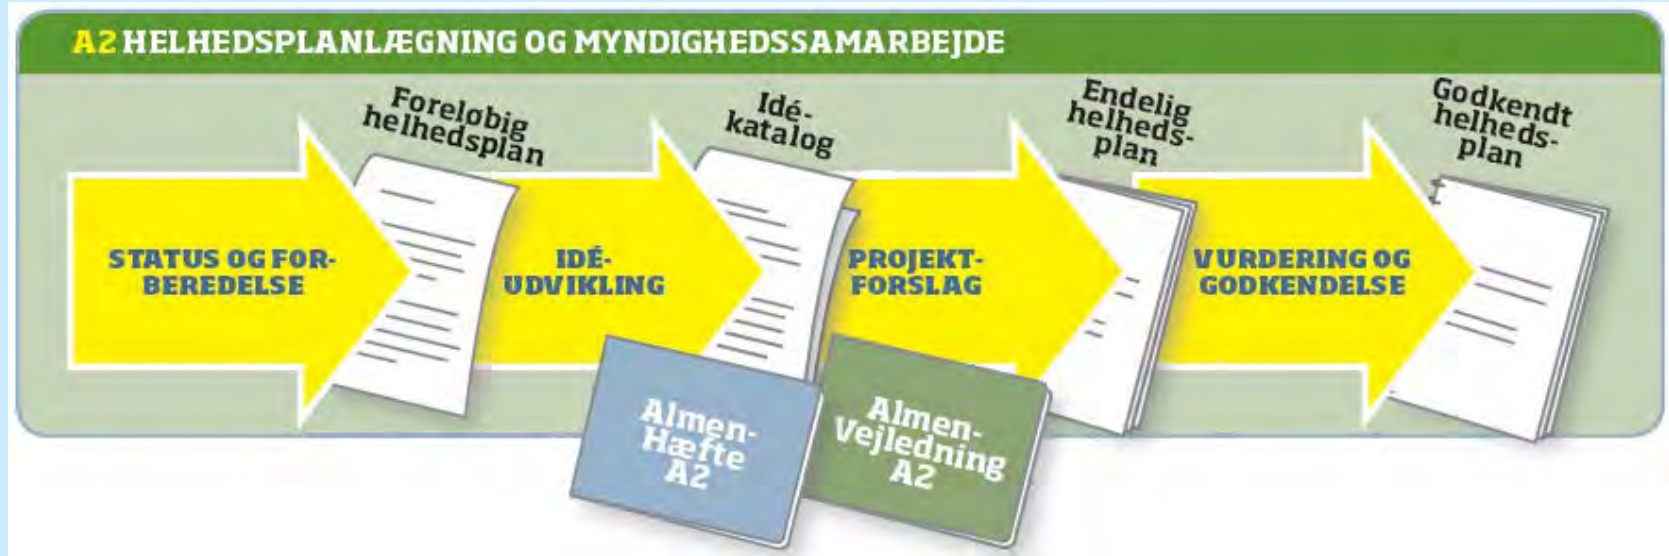 A2 HELHEDSPLANLÆGNING OG MYNDIGHEDSSAMARBEJDE
Foreløbig
helhedsplan
Idé-
katalog
Endelig
helheds-
plan
Godkendt
helheds-
plan
STATUS OG FOR-
BEREDELSE
IDÉ-
UDVIKLING
PROJEKT-
FORSLAG
VURDERING OG
GODKENDELSE
Almen-
Hæfte
A2
Almen-
Vejledning
A2